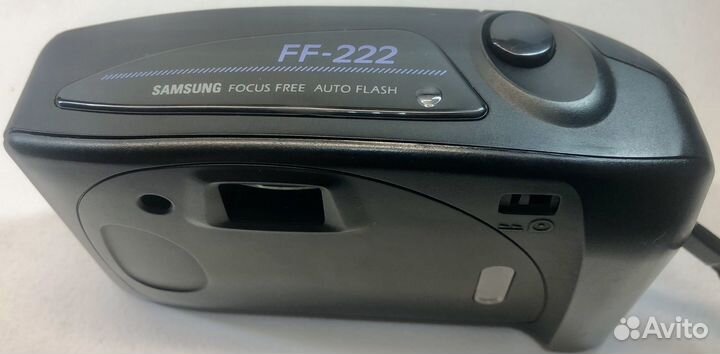 FF-222
SAMSUNG FOCUS FREE AUTO FLASH
Avito